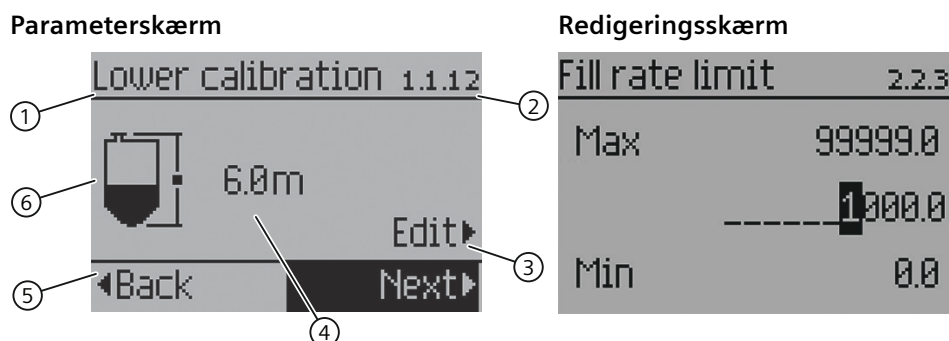 Parameterskærm
Lower calibration 1.1.12
1
2
6
6.0m
Edit
3
5
Back
Next
4
Redigeringsskærm
Fill rate limit 2.2.3
Max 99999.0
______1000.0
Min 0.0